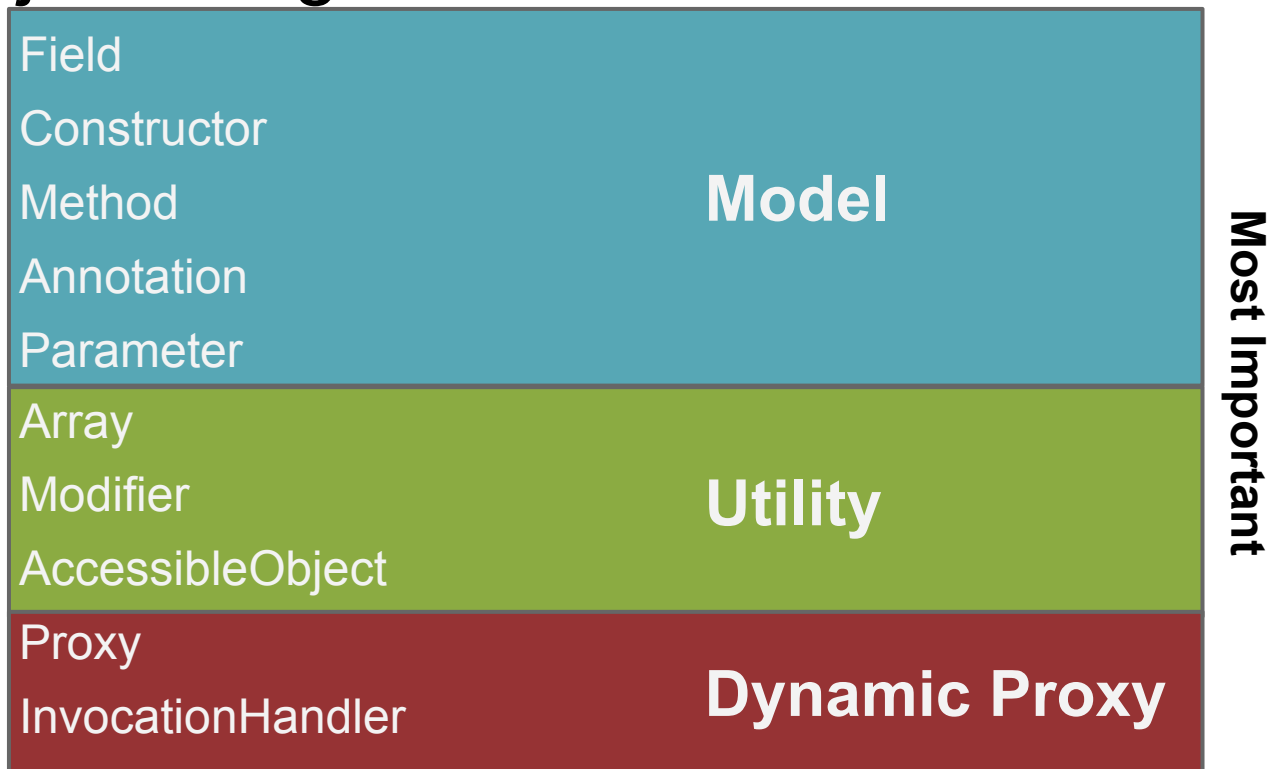 Field
Constructor
Method
Annotation
Parameter
Model
Array
Modifier
AccessibleObject
Utility
Proxy
InvocationHandler
Dynamic Proxy
Most Important